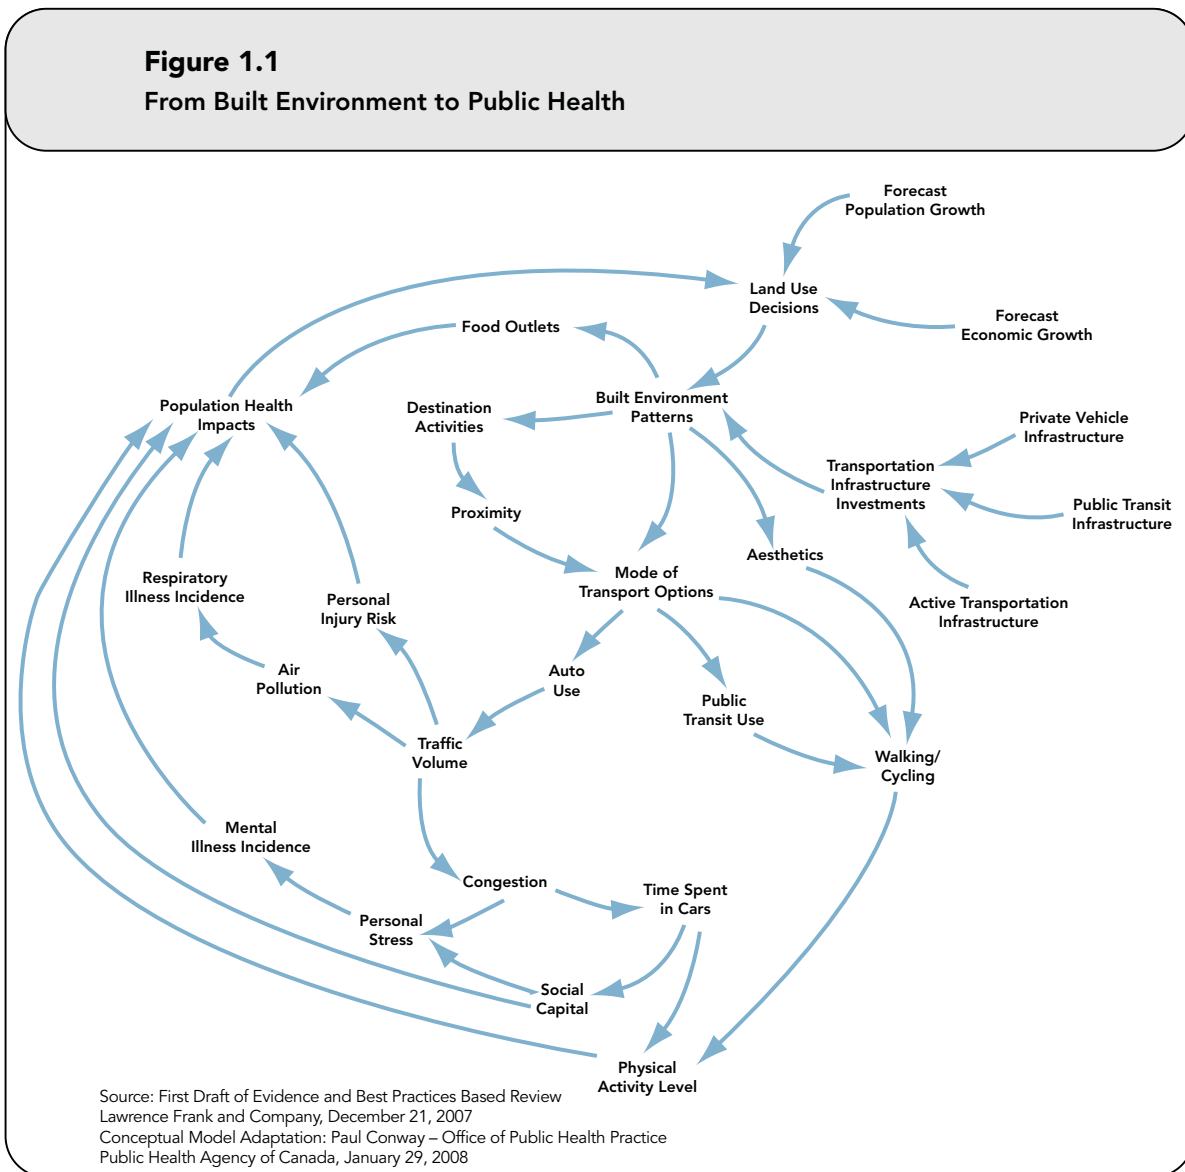 Figure 1.1
From Built Environment to Public Health
Forecast
Population Growth
Land Use
Decisions
Forecast
Economic Growth
Food Outlets
Built Environment
Patterns
Population Health
Impacts
Destination
Activities
Private Vehicle
Infrastructure
Transportation
Infrastructure
Investments
Public Transit
Infrastructure
Proximity
Aesthetics
Mode of
Transport Options
Respiratory
Illness Incidence
Personal
Injury Risk
Active Transportation
Infrastructure
Air
Pollution
Auto
Use
Public
Transit Use
Traffic
Volume
Walking/
Cycling
Mental
Illness Incidence
Congestion
Time Spent
in Cars
Personal
Stress
Social
Capital
Physical
Activity Level
Source: First Draft of Evidence and Best Practices Based Review
Lawrence Frank and Company, December 21, 2007
Conceptual Model Adaptation: Paul Conway – Office of Public Health Practice
Public Health Agency of Canada, January 29, 2008